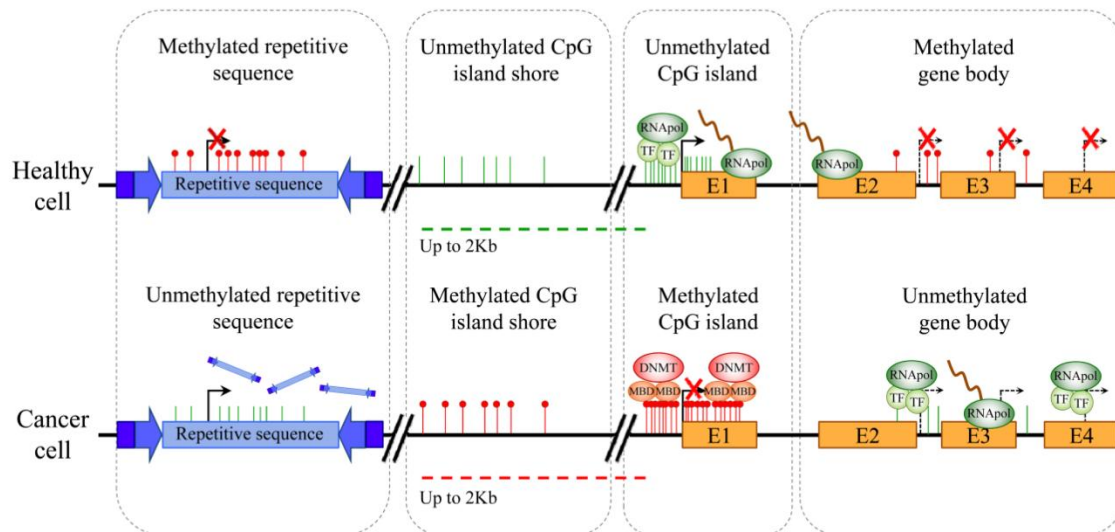 Methylated repetitive
sequence
Unmethylated CpG
island shore
Unmethylated
CpG island
Methylated
gene body
Healthy
cell
Repetitive sequence
RNApol
TF
TF
RNApol
E1
RNApol
E2
E3
E4
Up to 2Kb
Unmethylated repetitive
sequence
Methylated CpG
island shore
Methylated
CpG island
Unmethylated
gene body
Cancer
cell
Repetitive sequence
DNMT
MBD
MBD
DNMT
MBD
MBD
E1
RNApol
TF
TF
E2
RNApol
E3
RNApol
TF
TF
E4
Up to 2Kb